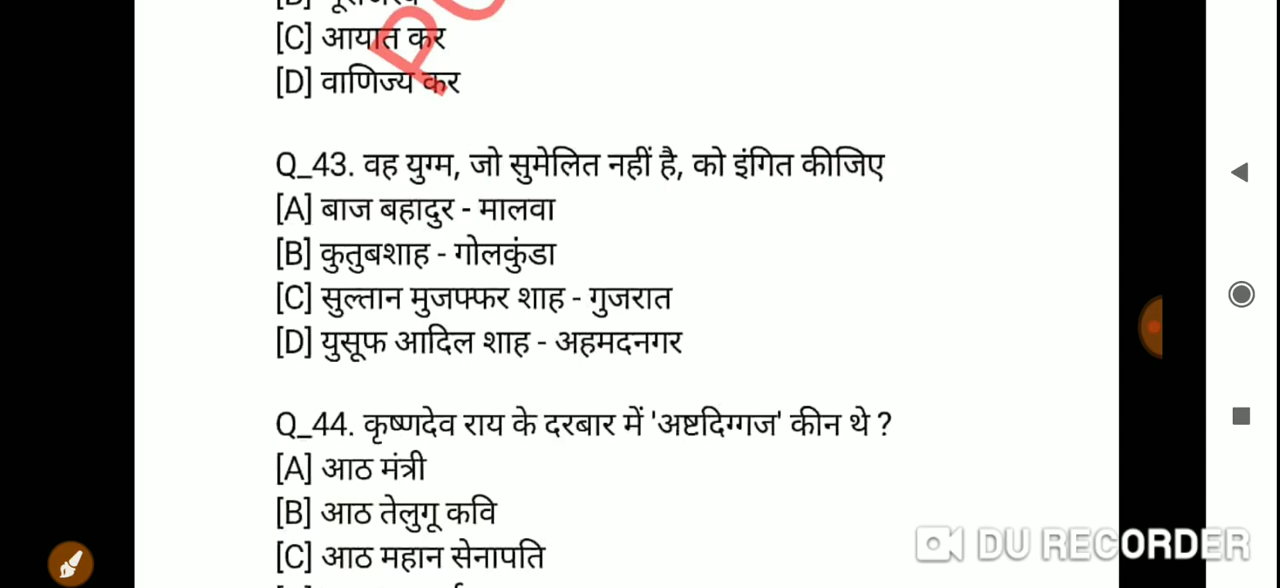 [C] आयात कर
[D] वाणिज्य कर
Q_43. वह युग्म, जो सुमेलित नहीं है, को इंगित कीजिए
[A] बाज बहादुर - मालवा
[B] कुतुबशाह - गोलकुंडा
[C] सुल्तान मुजफ्फर शाह - गुजरात
[D] युसूफ आदिल शाह - अहमदनगर
Q_44. कृष्णदेव राय के दरबार में 'अष्टदिग्गज' कीन थे ?
[A] आठ मंत्री
[B] आठ तेलुगू कवि
[C] आठ महान सेनापति
DU RECORDER